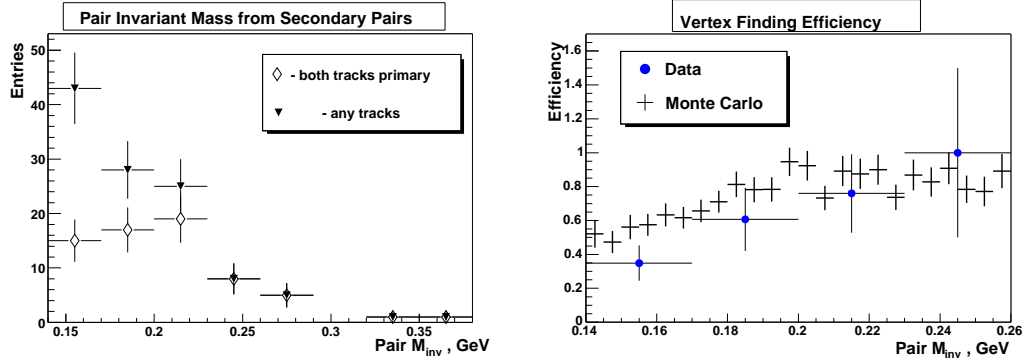 Pair Invariant Mass from Secondary Pairs
Entries
50
40
30
20
10
0
- both tracks primary
- any tracks
0.15
0.2
0.25
0.3
0.35
Pair M_inv , GeV
Vertex Finding Efficiency
Efficiency
1.6
1.4
1.2
1
0.8
0.6
0.4
0.2
0
Data
Monte Carlo
0.14
0.16
0.18
0.2
0.22
0.24
0.26
Pair M_inv , GeV